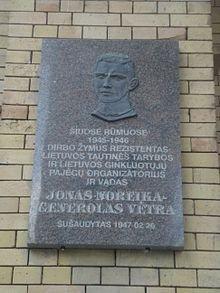 ŠIUOSE RŪMUOSE
1945-1946
DIRBO ŽYMUS REZISTENTAS
LIETUVOS TAUTINĖS TARYBOS
IR LIETUVOS GINKLUOTŲJŲ
PAJĖGŲ ORGANIZATORIUS
IR VADAS
JONAS NOREIKA-
GENEROLAS VĖTRA
SUŠAUDYTAS 1947 02 26